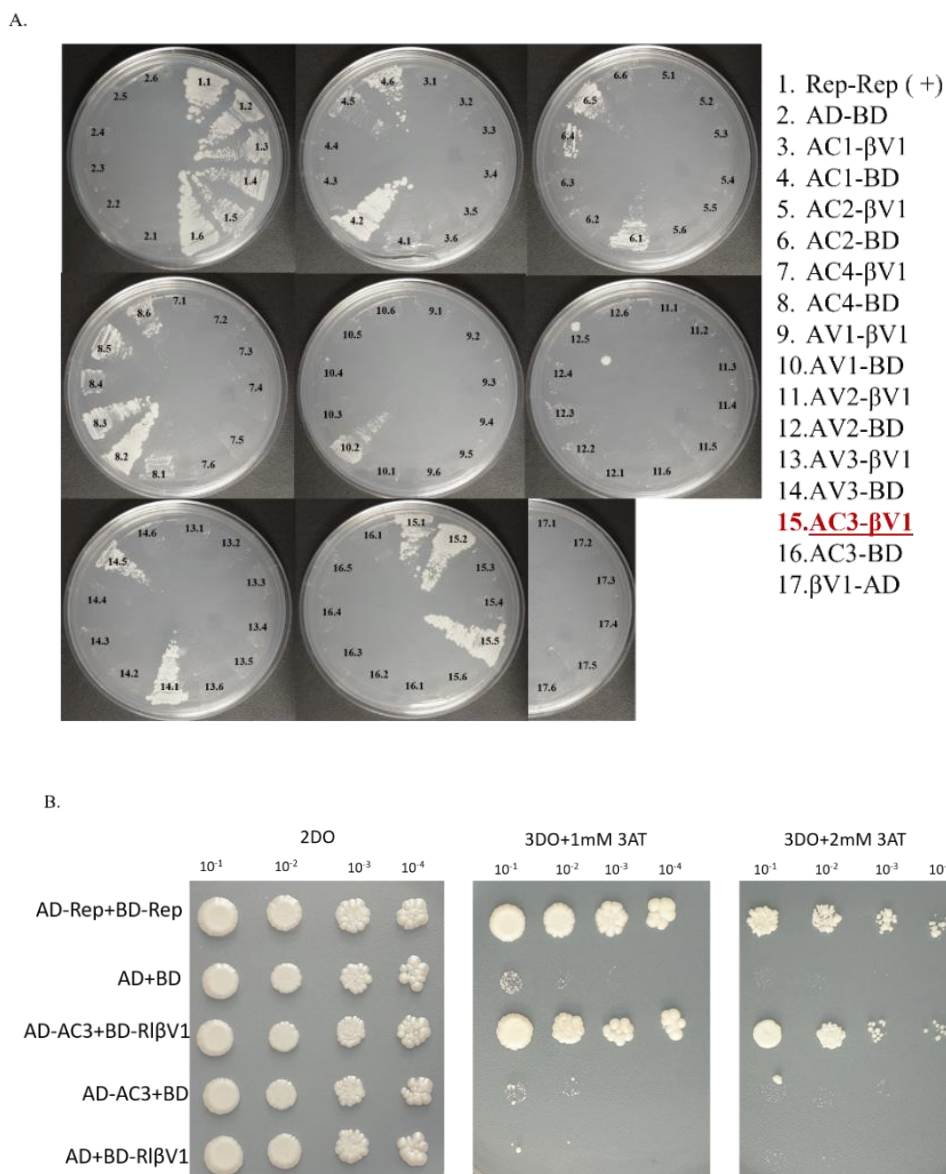 A.
2.6 1.1
2.5 1.2
2.4 1.3
2.3 1.4
2.2 1.5
2.1 1.6
4.6 3.1
4.5 3.2
4.4 3.3
4.3 3.4
4.2 3.5
4.1 3.6
6.6 5.1
6.5 5.2
6.4 5.3
6.3 5.4
6.2 5.5
6.1 5.6
8.6 7.1
8.5 7.2
8.4 7.3
8.3 7.4
8.2 7.5
8.1 7.6
10.6 9.1
10.5 9.2
10.4 9.3
10.3 9.4
10.2 9.5
10.1 9.6
12.6 11.1
12.5 11.2
12.4 11.3
12.3 11.4
12.2 11.5
12.1 11.6
14.6 13.1
14.5 13.2
14.4 13.3
14.3 13.4
14.2 13.5
14.1 13.6
16.1 15.1
15.2
16.5 15.3
16.4 15.4
16.3 15.5
16.2 15.6
16.1
17.1
17.2
17.3
17.4
17.5
17.6
1. Rep-Rep ( +)
2. AD-BD
3. AC1-βV1
4. AC1-BD
5. AC2-βV1
6. AC2-BD
7. AC4-βV1
8. AC4-BD
9. AV1-βV1
10.AV1-BD
11.AV2-βV1
12.AV2-BD
13.AV3-βV1
14.AV3-BD
15.AC3-βV1
16.AC3-BD
17.βV1-AD
B.
2DO 3DO+1mM 3AT 3DO+2mM 3AT
10⁻¹ 10⁻² 10⁻³ 10⁻⁴ 10⁻¹ 10⁻² 10⁻³ 10⁻⁴ 10⁻¹ 10⁻² 10⁻³
AD-Rep+BD-Rep
AD+BD
AD-AC3+BD-RlβV1
AD-AC3+BD
AD+BD-RlβV1